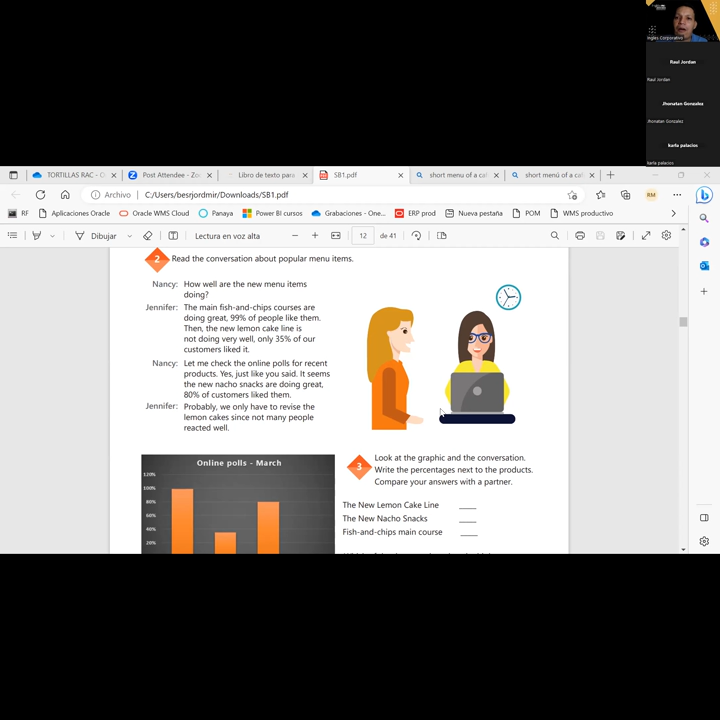 Ingles Corporativo
Raul Jordan
Raul Jordan
Jhonatan Gonzalez
Jhonatan Gonzalez
karla palacios
karla palacios
TORTILLAS RAC - O
Post Attendee - Zoo
Libro de texto para
SB1.pdf
short menu of a caf
short menú of a caf
Archivo
C:/Users/besrjordmir/Downloads/SB1.pdf
RM
RF
Aplicaciones Oracle
Oracle WMS Cloud
Panaya
Power BI cursos
Grabaciones - One...
ERP prod
Nueva pestaña
POM
WMS productivo
Dibujar
Lectura en voz alta
12
de 41
2
Read the conversation about popular menu items.
Nancy: How well are the new menu items
doing?
Jennifer: The main fish-and-chips courses are
doing great, 99% of people like them.
Then, the new lemon cake line is
not doing very well, only 35% of our
customers liked it.
Nancy: Let me check the online polls for recent
products. Yes, just like you said. It seems
the new nacho snacks are doing great,
80% of customers liked them.
Jennifer: Probably, we only have to revise the
lemon cakes since not many people
reacted well.
Online polls - March
120%
100%
80%
60%
40%
20%
3
Look at the graphic and the conversation.
Write the percentages next to the products.
Compare your answers with a partner.
The New Lemon Cake Line ____
The New Nacho Snacks ____
Fish-and-chips main course ____